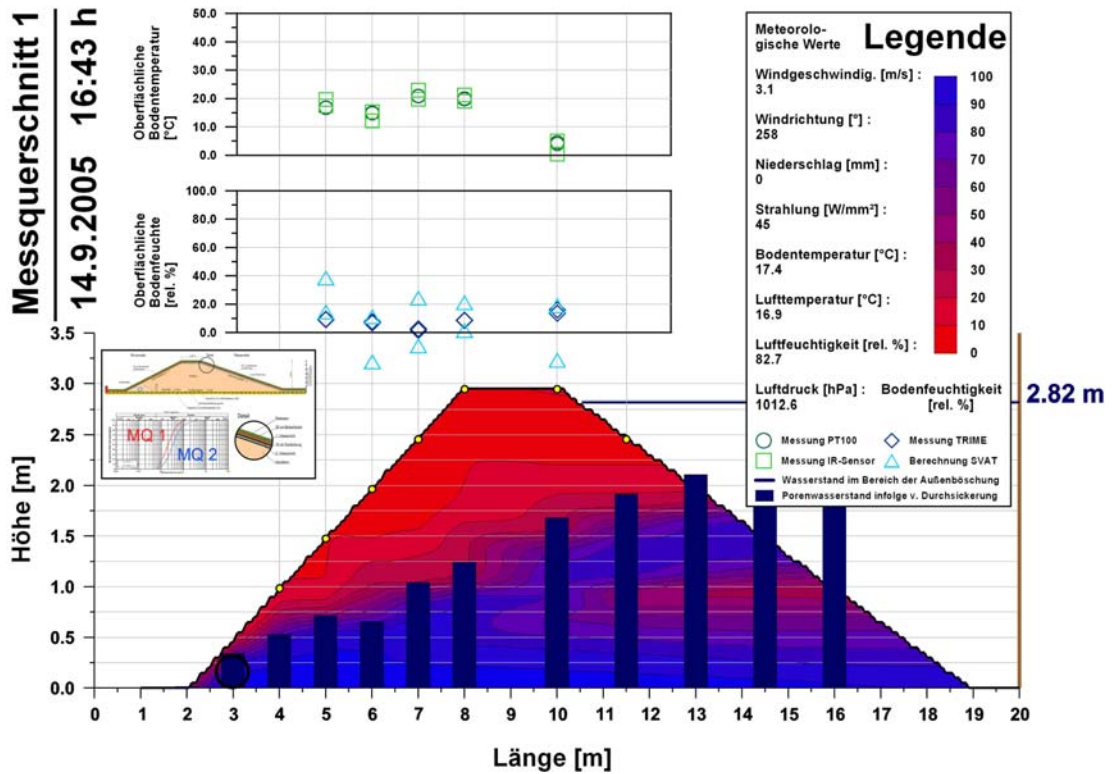 Messquerschnitt 1
14.9.2005 16:43 h
50.0
40.0
30.0
20.0
10.0
0.0
Oberflächliche
Bodentemperatur
[°C]
100.0
80.0
60.0
40.0
20.0
0.0
Oberflächliche
Bodenfeuchte
[rel. %]
Meteorolo-
gische Werte
Legende
Windgeschwindig. [m/s] :
3.1
Windrichtung [°] :
258
Niederschlag [mm] :
0
Strahlung [W/mm²] :
45
Bodentemperatur [°C] :
17.4
Lufttemperatur [°C] :
16.9
Luftfeuchtigkeit [rel. %] :
82.7
Luftdruck [hPa] :
1012.6
100
90
80
70
60
50
40
30
20
10
0
Bodenfeuchtigkeit
[rel. %]
Messung PT100
Messung TRIME
Messung IR-Sensor
Berechnung SVAT
Wasserstand im Bereich der Außenböschung
Porenwasserstand infolge v. Durchsickerung
2.82 m
MQ 1
MQ 2
Detail
3.5
3.0
2.5
2.0
1.5
1.0
0.5
0.0
Höhe [m]
0 1 2 3 4 5 6 7 8 9 10 11 12 13 14 15 16 17 18 19 20
Länge [m]